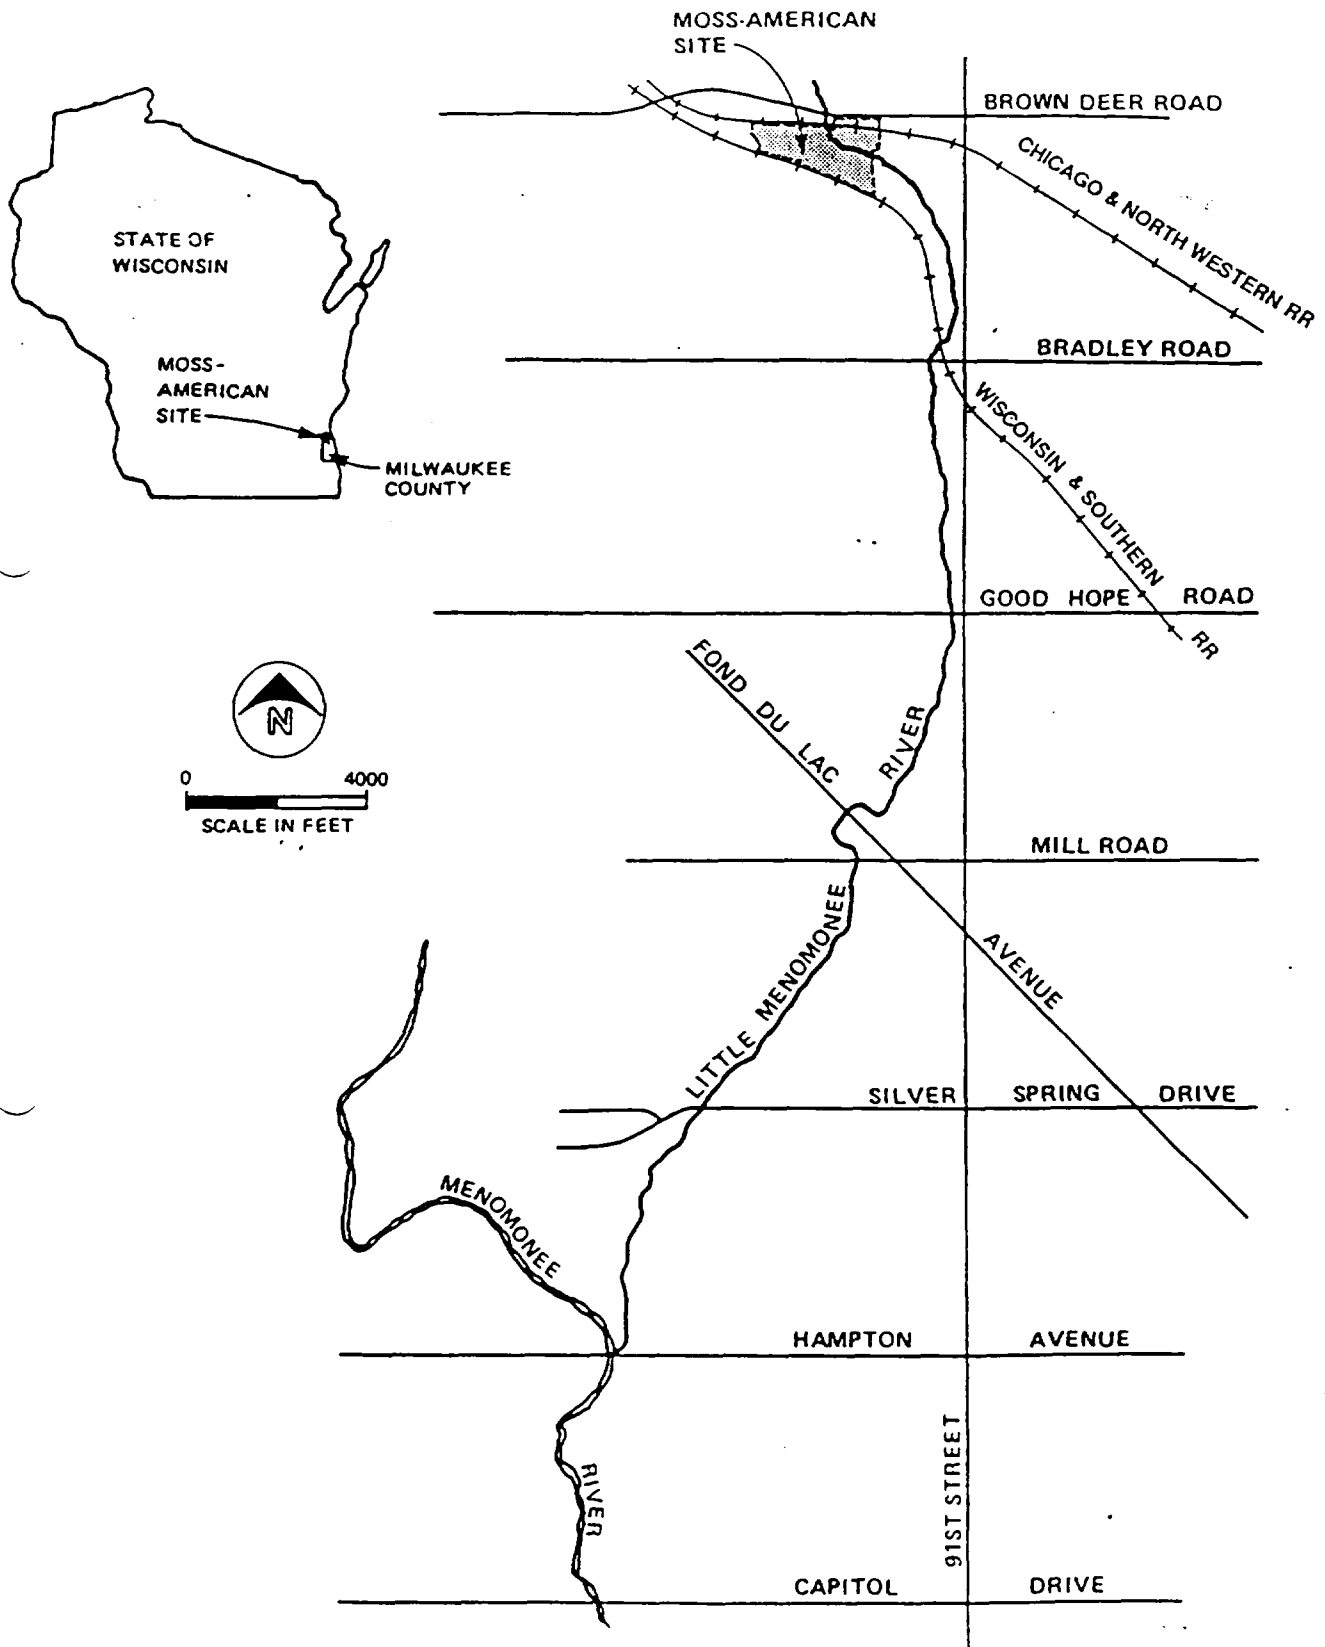 MOSS-AMERICAN
SITE
BROWN DEER ROAD
CHICAGO & NORTH WESTERN RR
STATE OF
WISCONSIN
BRADLEY ROAD
MOSS-
AMERICAN
SITE
WISCONSIN & SOUTHERN RR
MILWAUKEE
COUNTY
GOOD HOPE ROAD
FOND DU LAC AVENUE
N
0 4000
SCALE IN FEET
LITTLE MENOMONEE RIVER
MILL ROAD
SILVER SPRING DRIVE
MENOMONEE RIVER
HAMPTON AVENUE
91ST STREET
CAPITOL DRIVE